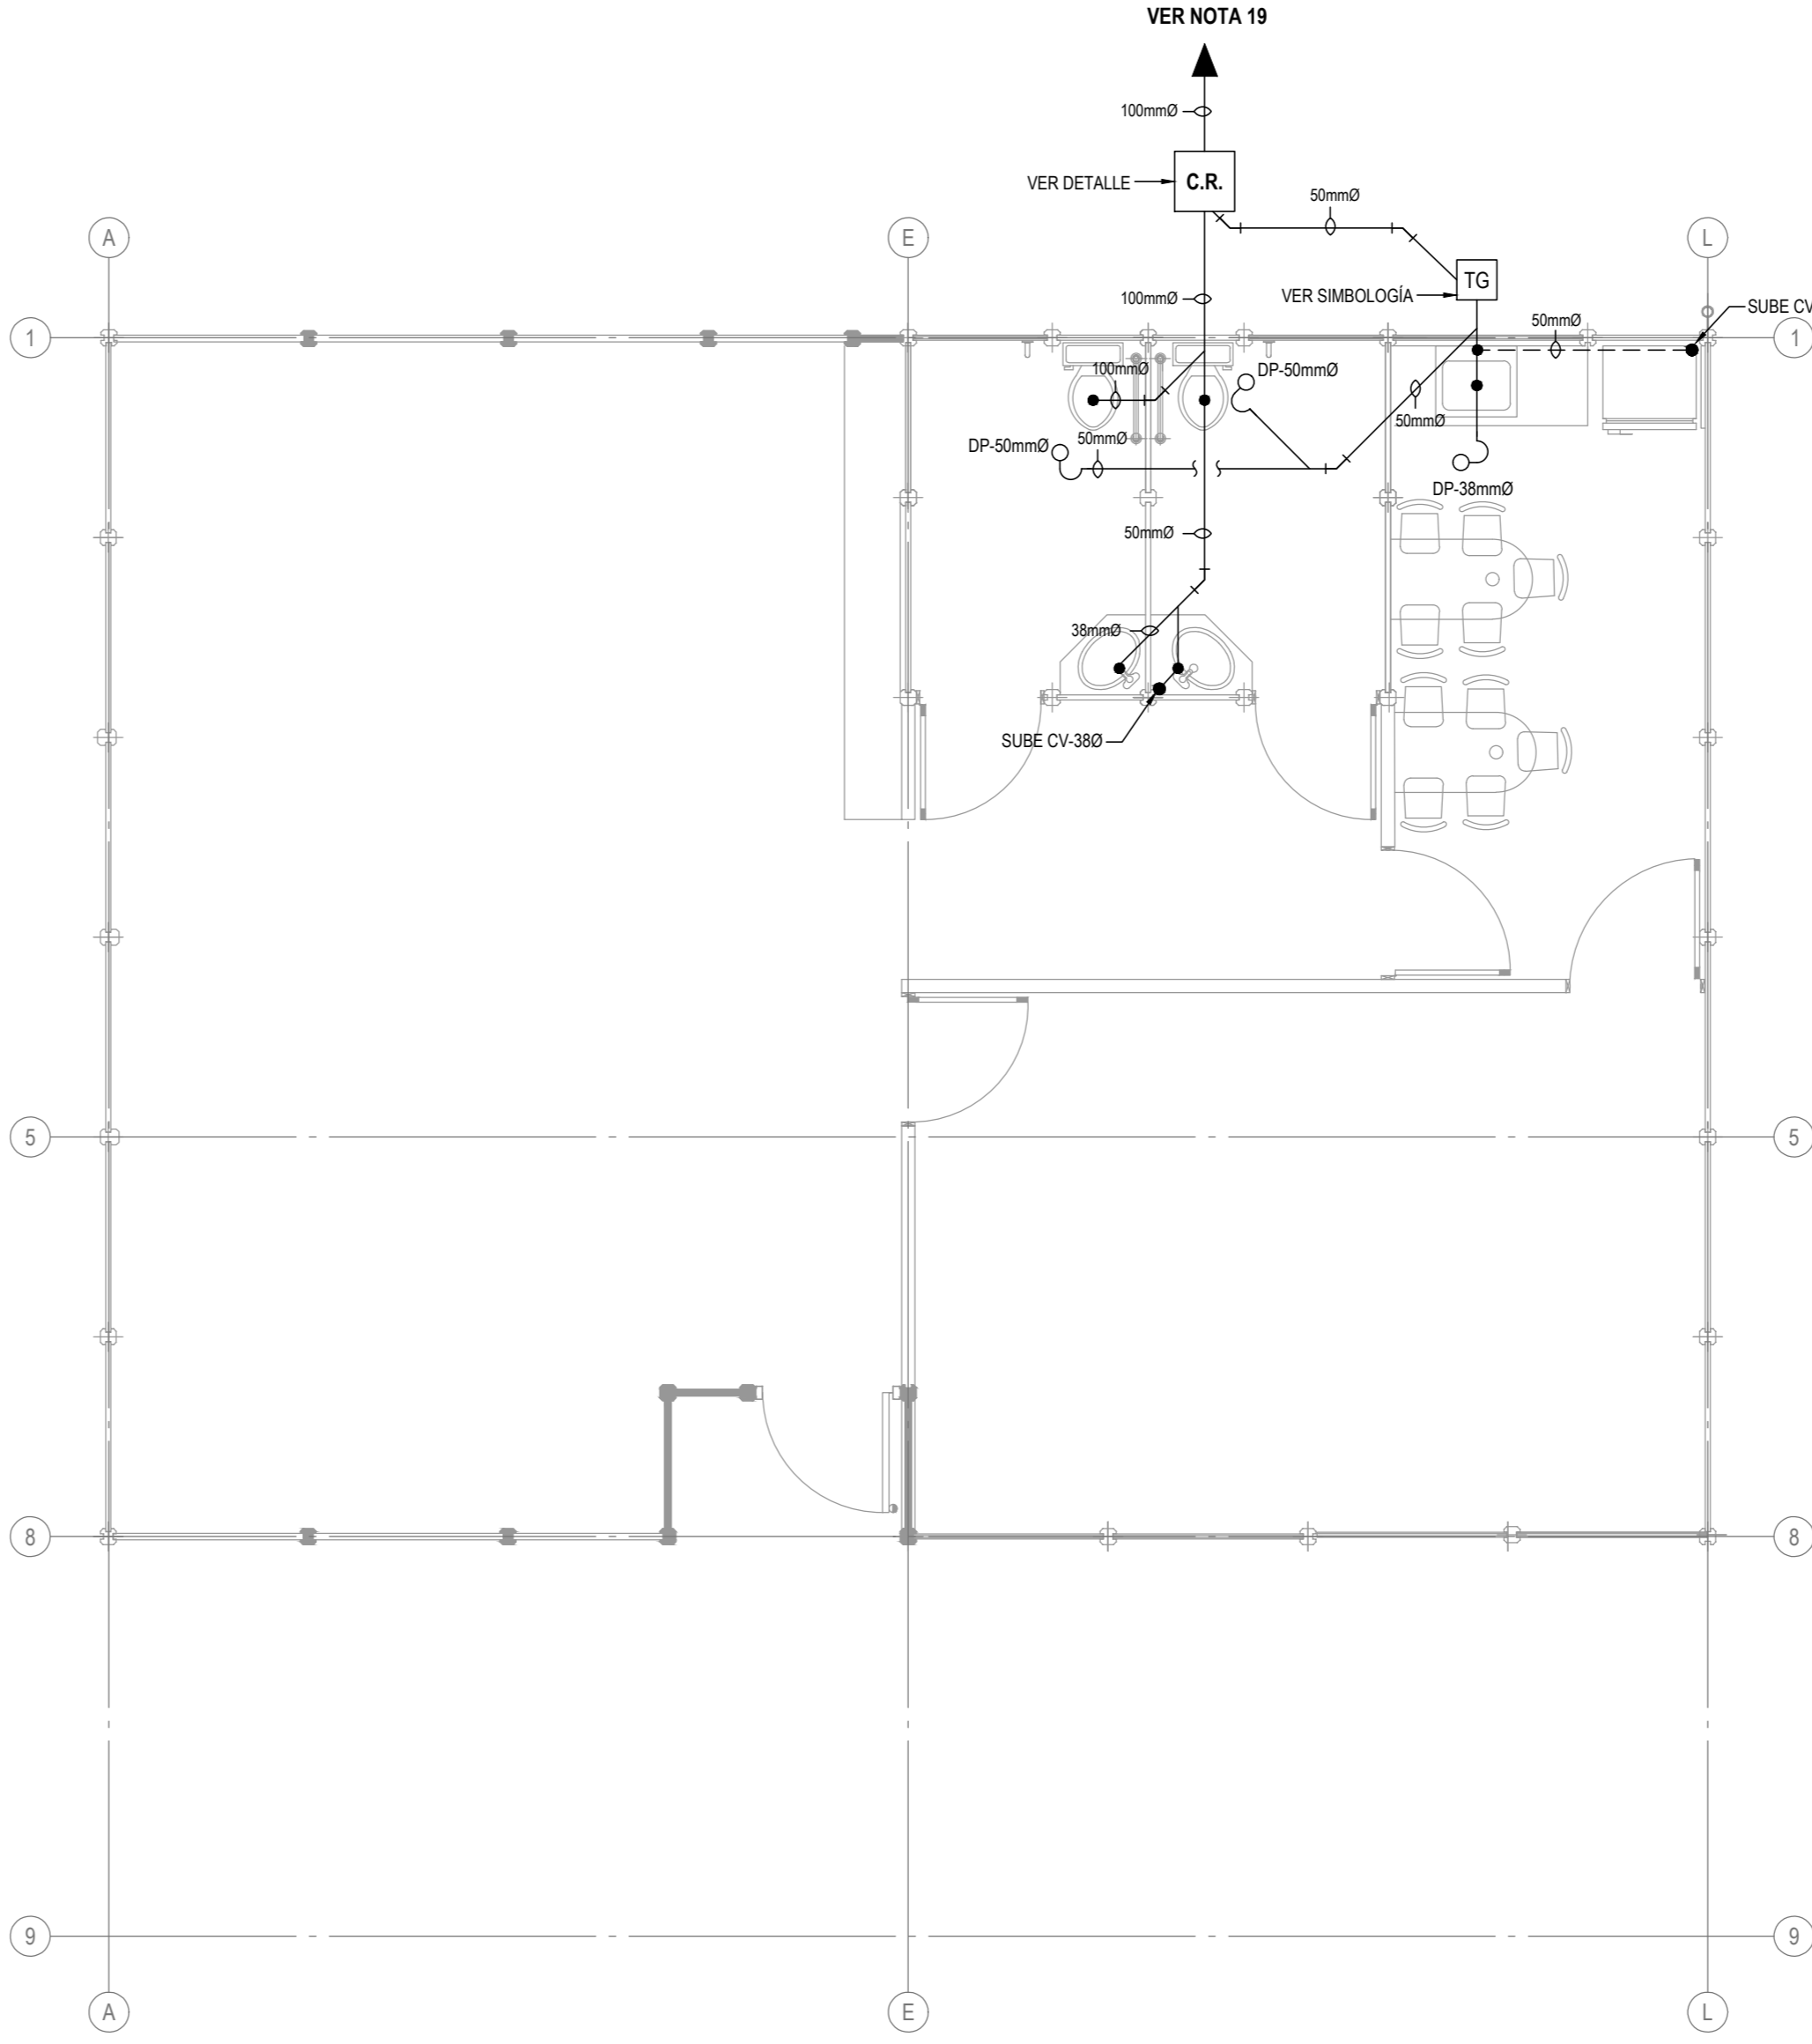 VER NOTA 19
100mmØ
VER DETALLE
C.R.
50mmØ
A
E
L
TG
100mmØ
VER SIMBOLOGÍA
SUBE CV
50mmØ
1
1
100mmØ
DP-50mmØ
50mmØ
DP-50mmØ
50mmØ
DP-38mmØ
50mmØ
38mmØ
SUBE CV-38Ø
5
5
8
8
9
9
A
E
L